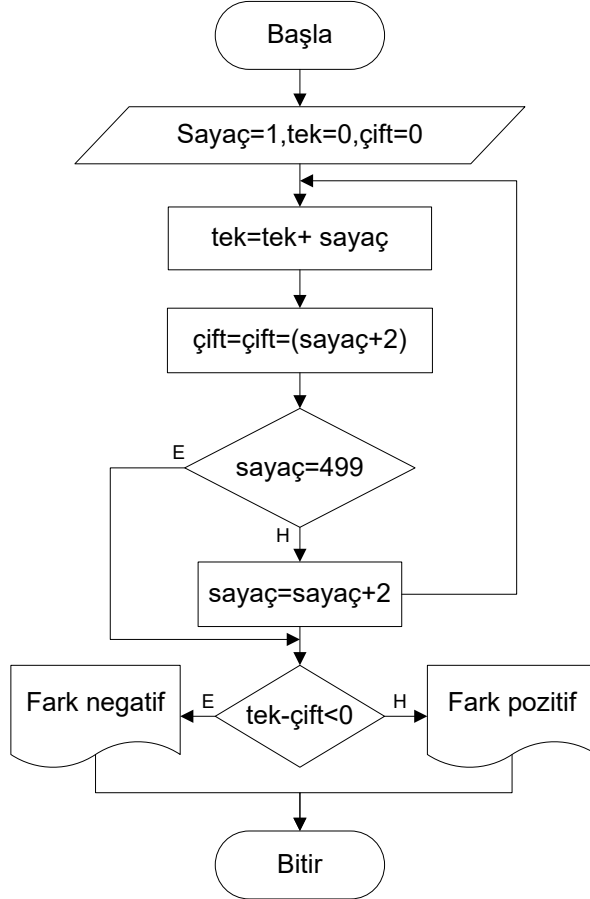 Başla
Sayaç=1,tek=0,çift=0
tek=tek+ sayaç
çift=çift=(sayaç+2)
E
sayaç=499
H
sayaç=sayaç+2
Fark negatif
E
tek-çift<0
H
Fark pozitif
Bitir